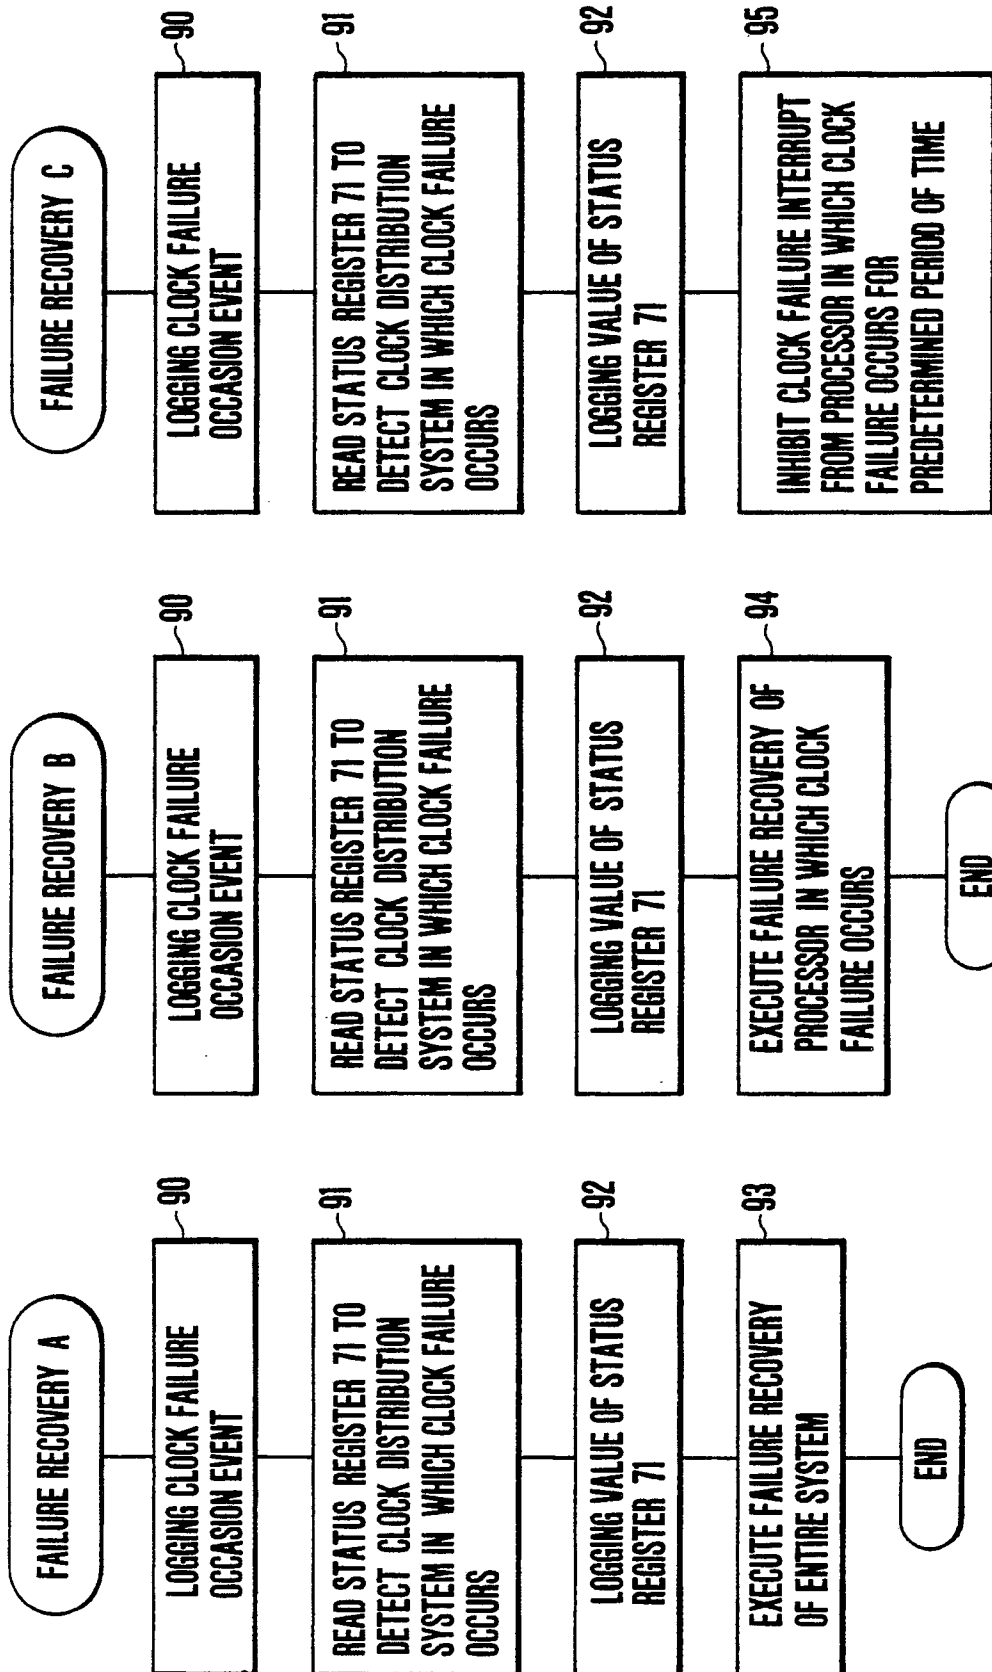 FAILURE RECOVERY A
90
LOGGING CLOCK FAILURE
OCCASION EVENT
91
READ STATUS REGISTER 71 TO
DETECT CLOCK DISTRIBUTION
SYSTEM IN WHICH CLOCK FAILURE
OCCURS
92
LOGGING VALUE OF STATUS
REGISTER 71
93
EXECUTE FAILURE RECOVERY
OF ENTIRE SYSTEM
END
FAILURE RECOVERY B
90
LOGGING CLOCK FAILURE
OCCASION EVENT
91
READ STATUS REGISTER 71 TO
DETECT CLOCK DISTRIBUTION
SYSTEM IN WHICH CLOCK FAILURE
OCCURS
92
LOGGING VALUE OF STATUS
REGISTER 71
94
EXECUTE FAILURE RECOVERY OF
PROCESSOR IN WHICH CLOCK
FAILURE OCCURS
END
FAILURE RECOVERY C
90
LOGGING CLOCK FAILURE
OCCASION EVENT
91
READ STATUS REGISTER 71 TO
DETECT CLOCK DISTRIBUTION
SYSTEM IN WHICH CLOCK FAILURE
OCCURS
92
LOGGING VALUE OF STATUS
REGISTER 71
95
INHIBIT CLOCK FAILURE INTERRUPT
FROM PROCESSOR IN WHICH CLOCK
FAILURE OCCURS FOR
PREDETERMINED PERIOD OF TIME